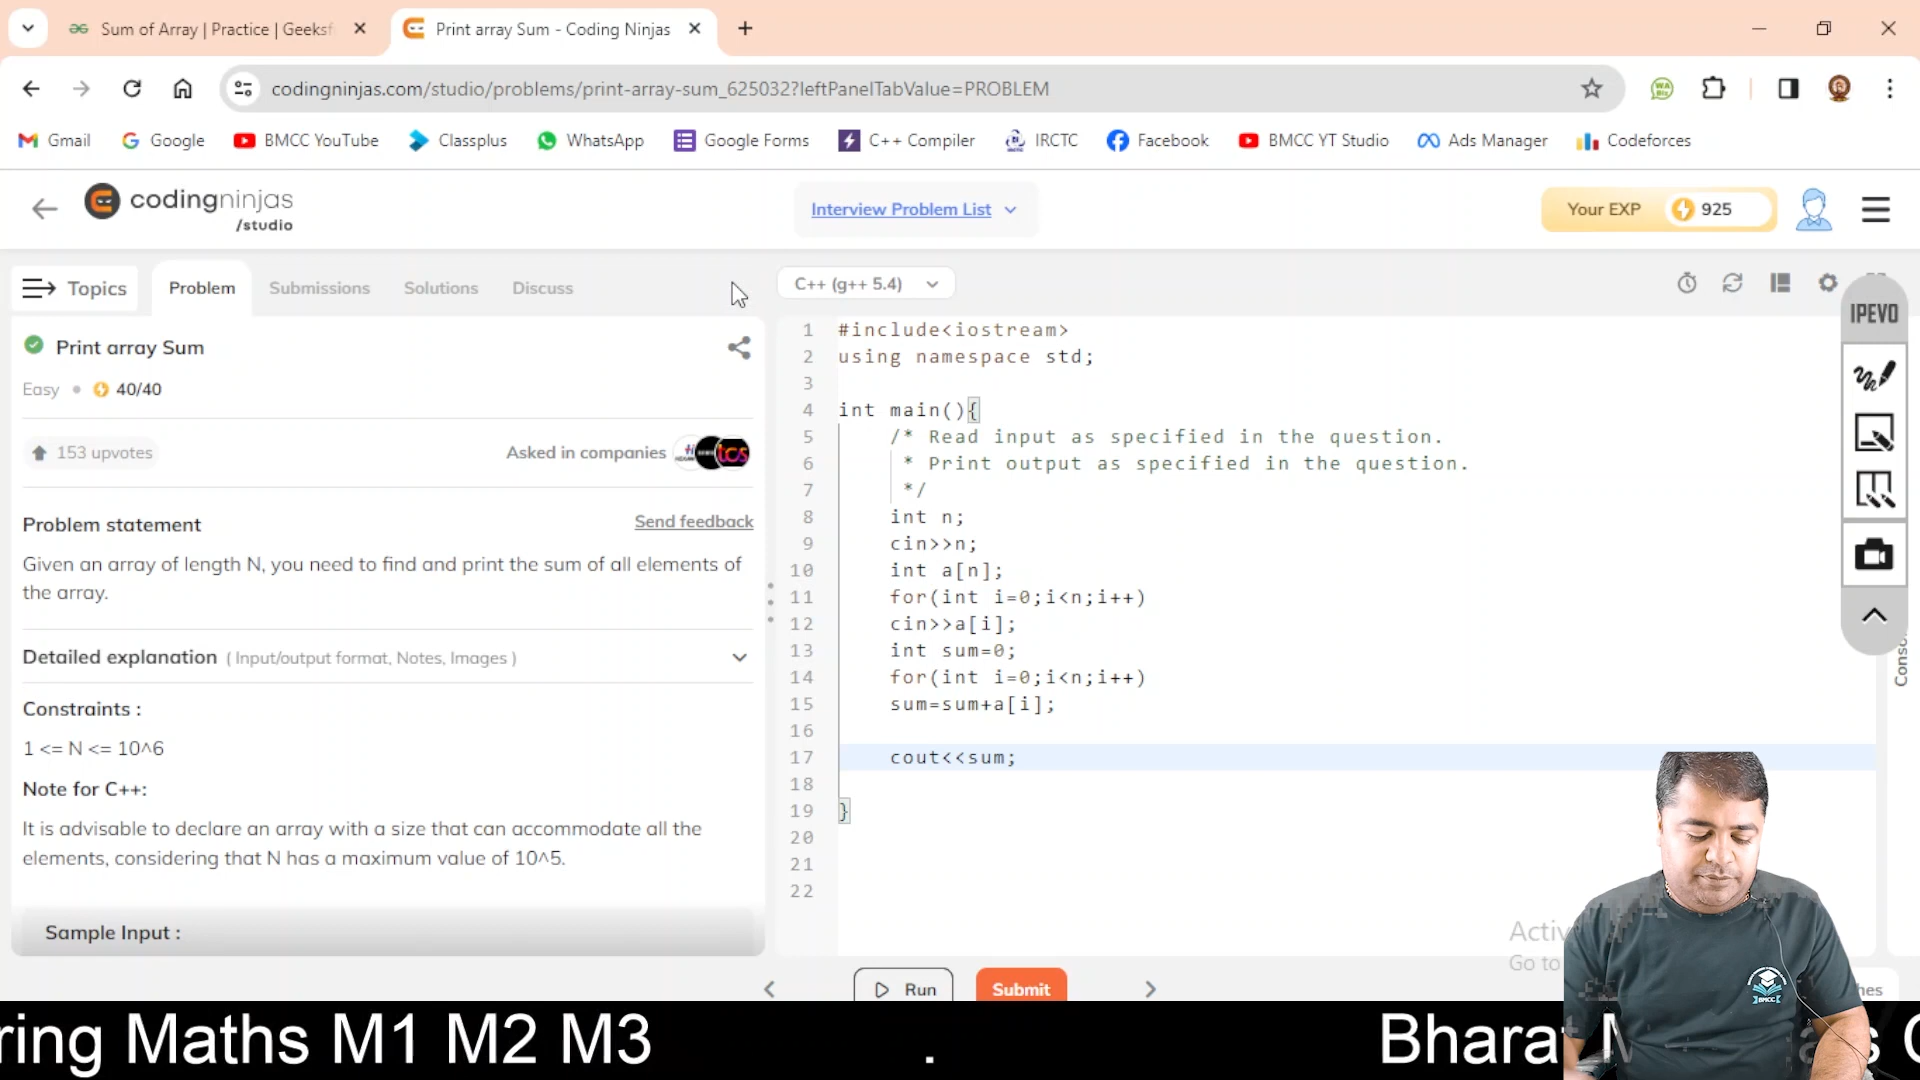 Sum of Array | Practice | Geeksf
Print array Sum - Coding Ninjas
codingninjas.com/studio/problems/print-array-sum_625032?leftPanelTabValue=PROBLEM
Gmail Google BMCC YouTube Classplus WhatsApp Google Forms C++ Compiler IRCTC Facebook BMCC YT Studio Ads Manager Codeforces
codingninjas
/studio
Interview Problem List
Your EXP 925
Topics Problem Submissions Solutions Discuss
C++ (g++ 5.4)
IPEVO
Print array Sum
Easy • 40/40
153 upvotes
Asked in companies
tcs
Problem statement
Send feedback
Given an array of length N, you need to find and print the sum of all elements of
the array.
Detailed explanation ( Input/output format, Notes, Images )
Constraints :
1 <= N <= 10^6
Note for C++:
It is advisable to declare an array with a size that can accommodate all the
elements, considering that N has a maximum value of 10^5.
Sample Input :
1 #include<iostream>
2 using namespace std;
3
4 int main(){
5 /* Read input as specified in the question.
6 * Print output as specified in the question.
7 */
8 int n;
9 cin>>n;
10 int a[n];
11 for(int i=0;i<n;i++)
12 cin>>a[i];
13 int sum=0;
14 for(int i=0;i<n;i++)
15 sum=sum+a[i];
16
17 cout<<sum;
18
19 }
20
21
22
Conso
Activ
Go to
Run
Submit
hes
BMCC
ring Maths M1 M2 M3 . Bhara